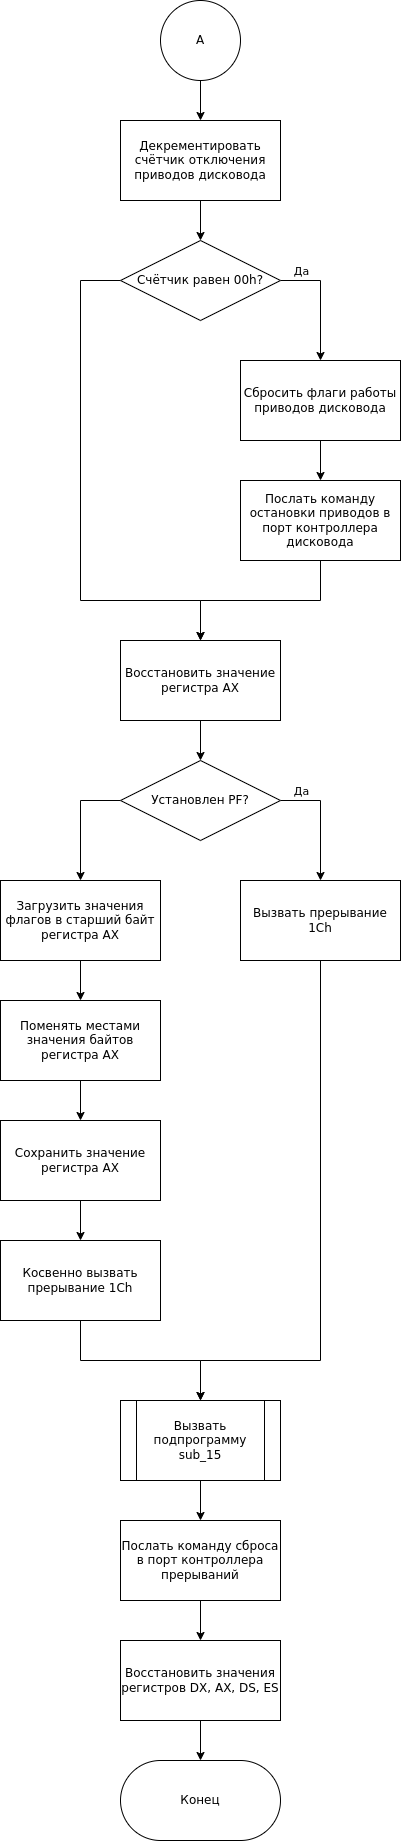 A
Декрементировать
счётчик отключения
приводов дисковода
Счётчик равен 00h?
Да
Сбросить флаги работы
приводов дисковода
Послать команду
остановки приводов в
порт контроллера
дисковода
Восстановить значение
регистра AX
Установлен PF?
Да
Загрузить значения
флагов в старший байт
регистра AX
Вызвать прерывание
1Ch
Поменять местами
значения байтов
регистра AX
Сохранить значение
регистра AX
Косвенно вызвать
прерывание 1Ch
Вызвать
подпрограмму
sub_15
Послать команду сброса
в порт контроллера
прерываний
Восстановить значения
регистров DX, AX, DS, ES
Конец